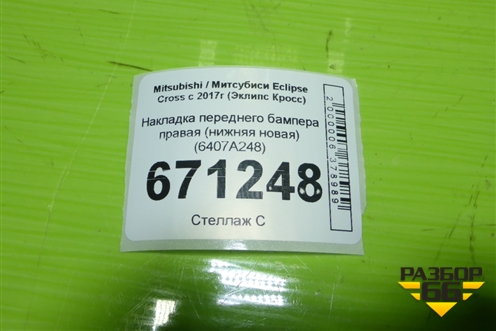 Mitsubishi / Митсубиси Eclipse
Cross с 2017г (Эклипс Кросс)
Накладка переднего бампера
правая (нижняя новая)
(6407A248)
671248
Стеллаж С
2000006378989
РАЗБОР
66